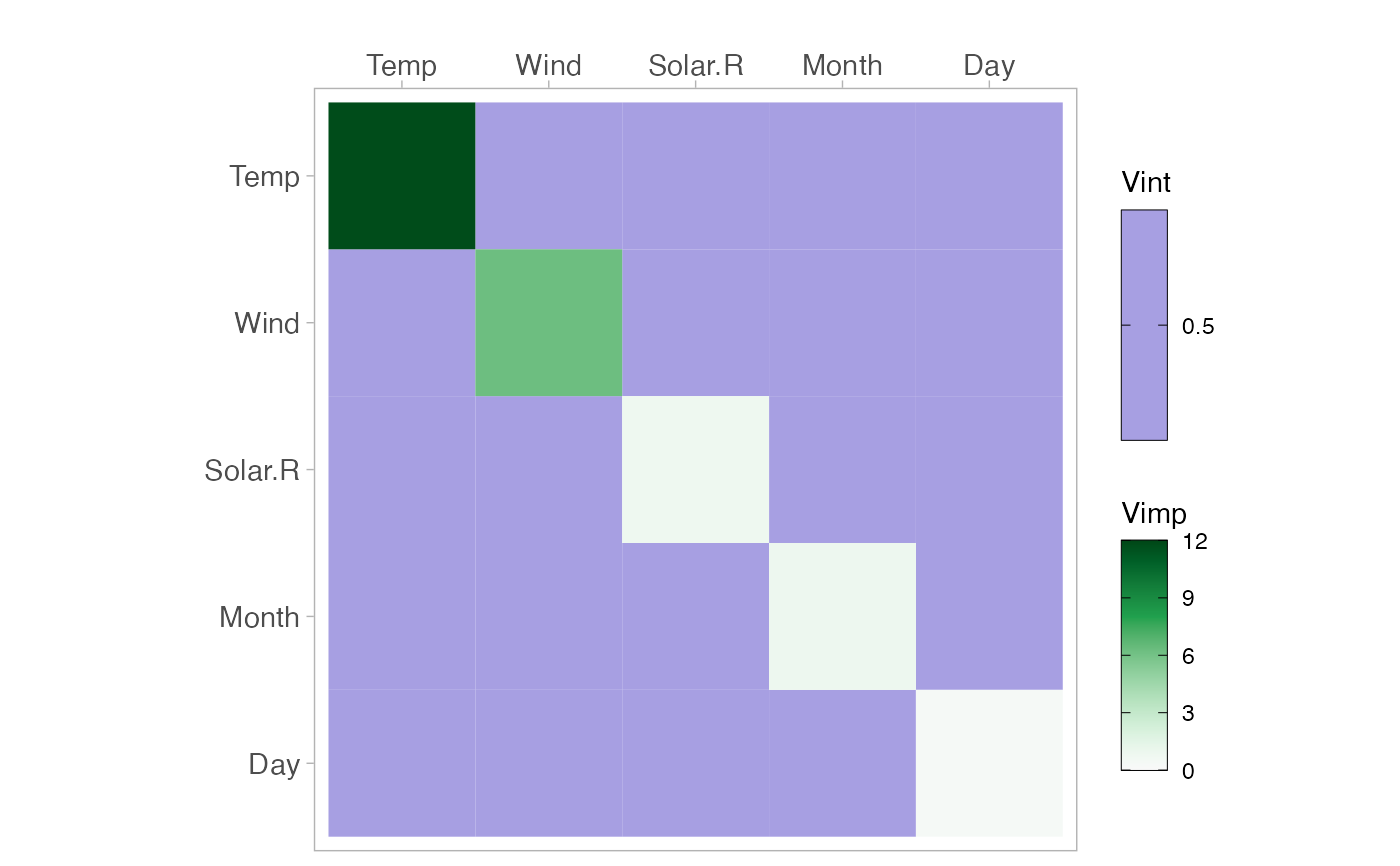 Temp Wind Solar.R Month Day
Temp
Wind
Solar.R
Month
Day
Vint
0.5
Vimp
12
9
6
3
0